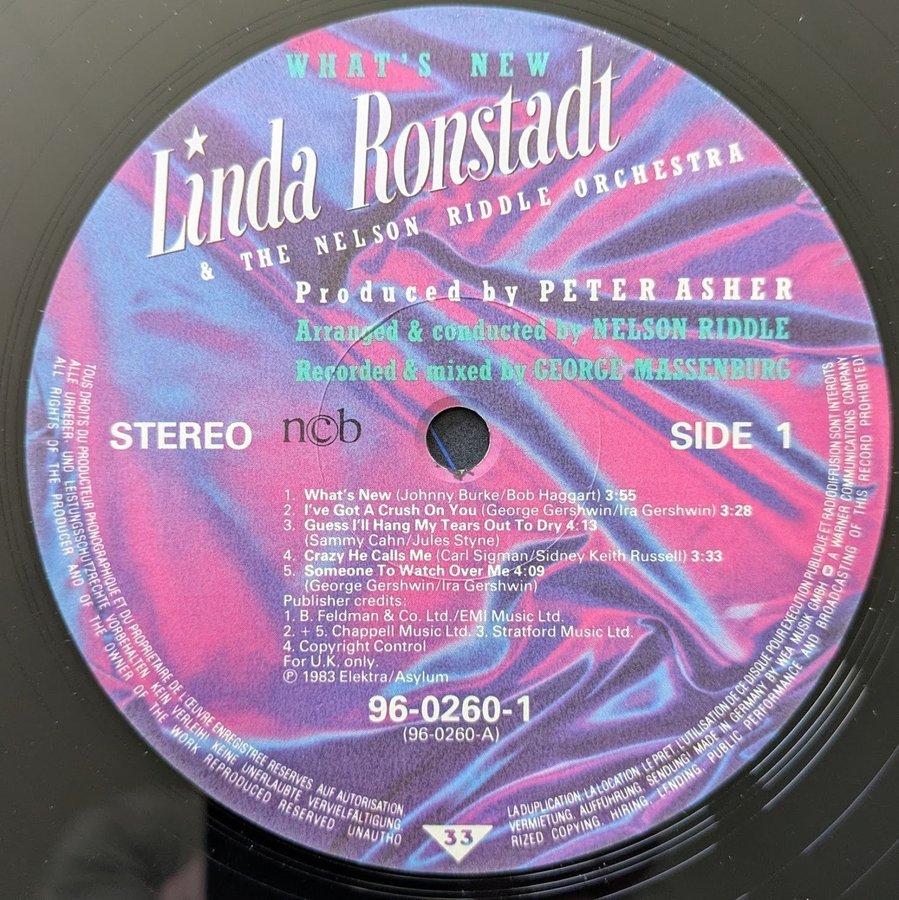 WHAT'S NEW
Linda Ronstadt
& THE NELSON RIDDLE ORCHESTRA
Produced by PETER ASHER
Arranged & conducted by NELSON RIDDLE
Recorded & mixed by GEORGE MASSENBURG
STEREO
ncb
SIDE 1
1. What's New (Johnny Burke/Bob Haggart) 3:55
2. I've Got A Crush On You (George Gershwin/Ira Gershwin) 3:28
3. Guess I'll Hang My Tears Out To Dry 4:13
(Sammy Cahn/Jules Styne)
4. Crazy He Calls Me (Carl Sigman/Sidney Keith Russell) 3:33
5. Someone To Watch Over Me 4:09
(George Gershwin/Ira Gershwin)
Publisher credits:
1. B. Feldman & Co. Ltd./EMI Music Ltd.
2. + 5. Chappell Music Ltd. 3. Stratford Music Ltd.
4. Copyright Control
For U.K. only.
℗ 1983 Elektra/Asylum
96-0260-1
(96-0260-A)
TOUS DROITS DU PRODUCTEUR PHONOGRAPHIQUE ET DU PROPRIETAIRE DE L'ŒUVRE ENREGISTREE RESERVES. AUF AUTORISATION
LA DUPLICATION, LA LOCATION, LE PRET, L'UTILISATION DE CE DISQUE POUR EXECUTION PUBLIQUE ET RADIODIFFUSION SONT INTERDITS
ALLE URHEBER- UND LEISTUNGSSCHUTZRECHTE VORBEHALTEN KEIN VERLEIH! KEINE UNERLAUBTE VERVIELFÄLTIGUNG,
VERMIETUNG, AUFFÜHRUNG, SENDUNG! MADE IN GERMANY BY WEA MUSIK GMBH A WARNER COMMUNICATIONS COMPANY
ALL RIGHTS OF THE PRODUCER AND OF THE OWNER OF THE WORK REPRODUCED RESERVED UNAUTHO
RIZED COPYING, HIRING, LENDING, PUBLIC PERFORMANCE AND BROADCASTING OF THIS RECORD PROHIBITED!
33